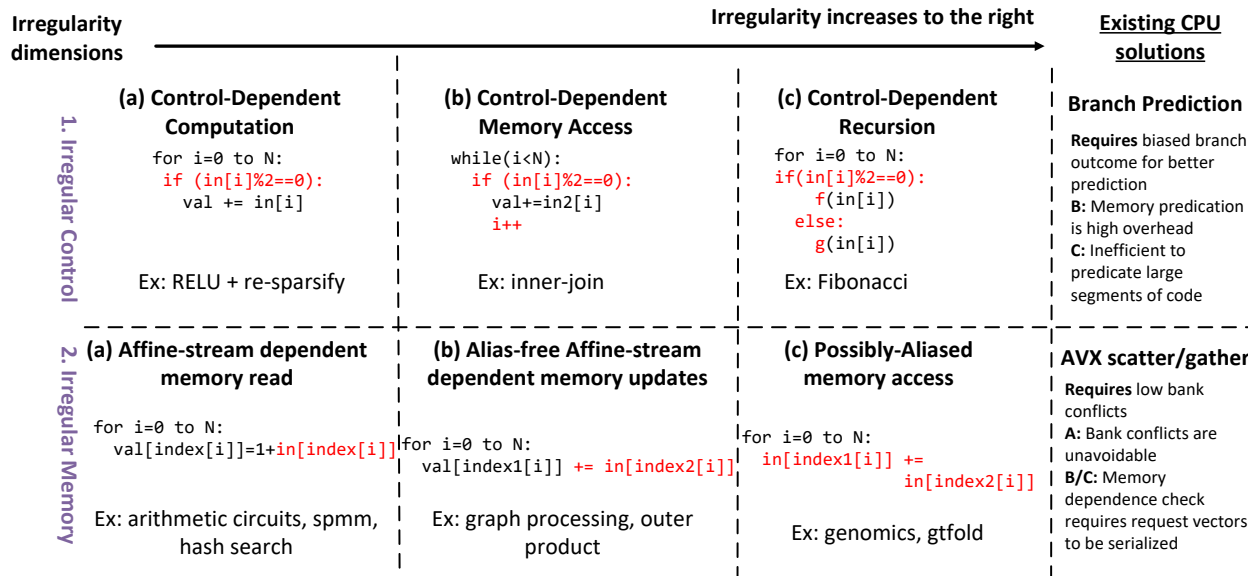 Irregularity
dimensions
Irregularity increases to the right
Existing CPU
solutions
1. Irregular Control
(a) Control-Dependent
Computation
for i=0 to N:
if (in[i]%2==0):
val += in[i]
Ex: RELU + re-sparsify
(b) Control-Dependent
Memory Access
while(i<N):
if (in[i]%2==0):
val+=in2[i]
i++
Ex: inner-join
(c) Control-Dependent
Recursion
for i=0 to N:
if(in[i]%2==0):
f(in[i])
else:
g(in[i])
Ex: Fibonacci
Branch Prediction
Requires biased branch
outcome for better
prediction
B: Memory predication
is high overhead
C: Inefficient to
predicate large
segments of code
2. Irregular Memory
(a) Affine-stream dependent
memory read
for i=0 to N:
val[index[i]]=1+in[index[i]]
Ex: arithmetic circuits, spmm,
hash search
(b) Alias-free Affine-stream
dependent memory updates
for i=0 to N:
val[index1[i]] += in[index2[i]]
Ex: graph processing, outer
product
(c) Possibly-Aliased
memory access
for i=0 to N:
in[index1[i]] +=
in[index2[i]]
Ex: genomics, gtfold
AVX scatter/gather
Requires low bank
conflicts
A: Bank conflicts are
unavoidable
B/C: Memory
dependence check
requires request vectors
to be serialized